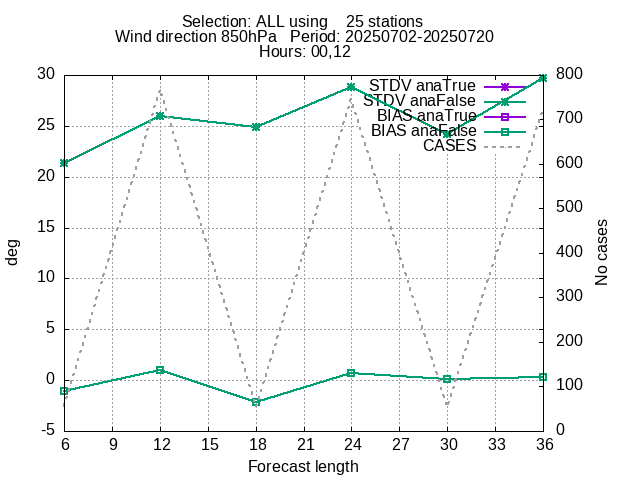 Selection: ALL using    25 stations
Wind direction 850hPa   Period: 20250702-20250720
Hours: 00,12
30
25
20
15
10
5
0
-5
deg
800
700
600
500
400
300
200
100
0
No cases
STDV anaTrue
STDV anaFalse
BIAS anaTrue
BIAS anaFalse
CASES
6 9 12 15 18 21 24 27 30 33 36
Forecast length